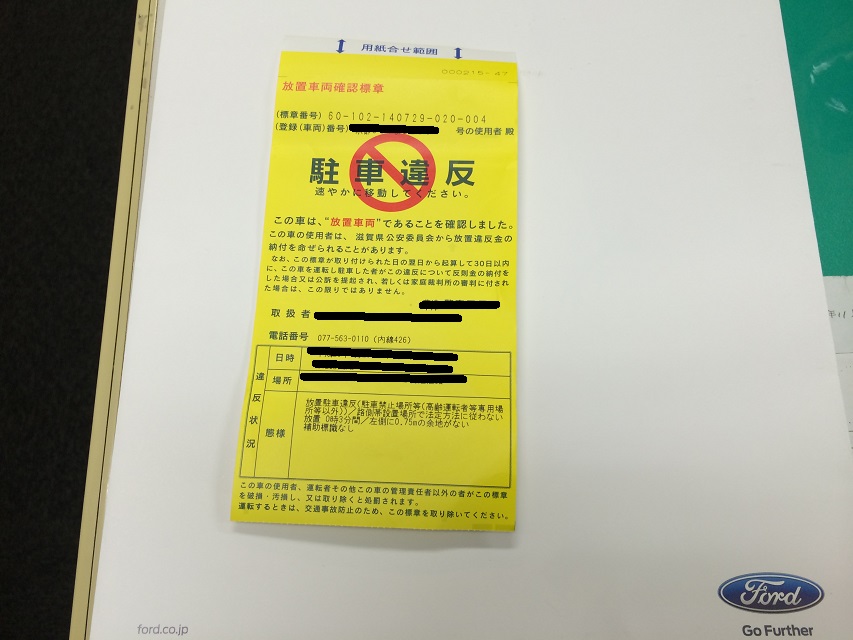 用紙合せ範囲
000215-47
放置車両確認標章
(標章番号) 60-102-140729-020-004
(登録(車両)番号) 号の使用者 殿
駐車違反
速やかに移動してください。
この車は、“放置車両”であることを確認しました。
この車の使用者は、滋賀県公安委員会から放置違反金の
納付を命ぜられることがあります。
なお、この標章が取り付けられた日の翌日から起算して30日以内
に、この車を運転し駐車した者がこの違反について反則金の納付を
した場合又は公訴を提起され、若しくは家庭裁判所の審判に付され
た場合は、この限りではありません。
取扱者
電話番号 077-563-0110 (内線426)
違反状況
日時
場所
態様
放置駐車違反(駐車禁止場所等(高齢運転者等専用場
所等以外))/路側帯設置場所で法定方法に従わない
放置 0時3分間/左側に0.75mの余地がない
補助標識なし
この車の使用者、運転者その他この車の管理責任者以外の者がこの標章
を破損・汚損し、又は取り除くと処罰されます。
運転するときは、交通事故防止のため、この標章を取り除いてください。
ford.co.jp
Ford
Go Further